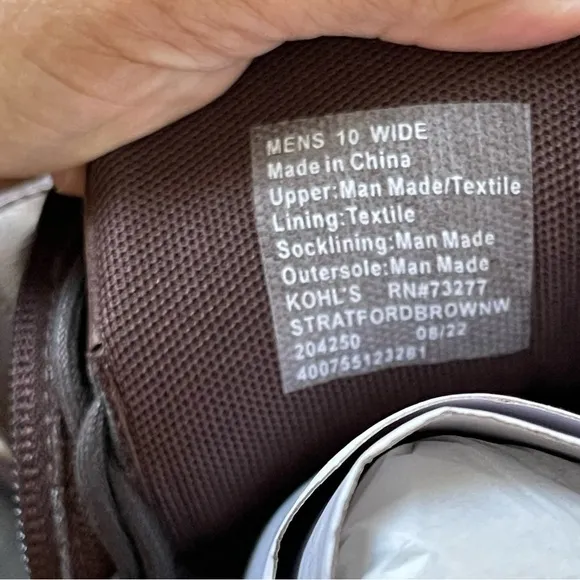 MENS 10 WIDE
Made in China
Upper:Man Made/Textile
Lining:Textile
Socklining:Man Made
Outersole:Man Made
KOHL'S RN#73277
STRATFORDBROWNW
204250 08/22
400755123281